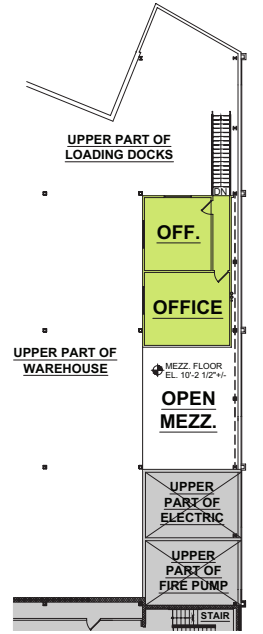 UPPER PART OF
LOADING DOCKS
DN
OFF.
OFFICE
UPPER PART OF
WAREHOUSE
MEZZ. FLOOR
EL. 10'-2 1/2"+/-
OPEN
MEZZ.
UPPER
PART OF
ELECTRIC
UPPER
PART OF
FIRE PUMP
STAIR